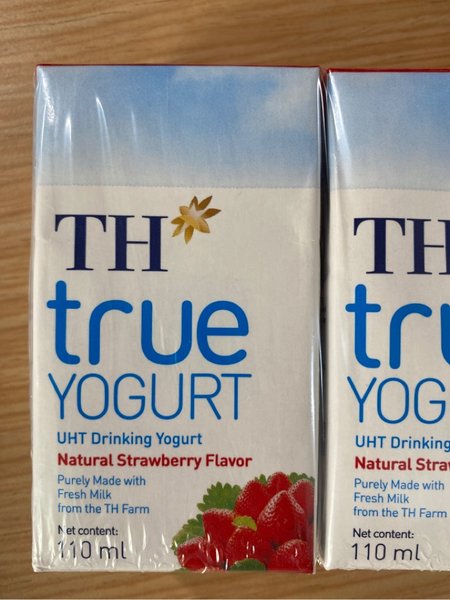 TH
true
YOGURT
UHT Drinking Yogurt
Natural Strawberry Flavor
Purely Made with
Fresh Milk
from the TH Farm
Net content:
110 ml
TH
tru
YOG
UHT Drinking
Natural Straw
Purely Made with
Fresh Milk
from the TH Farm
Net content:
110 ml